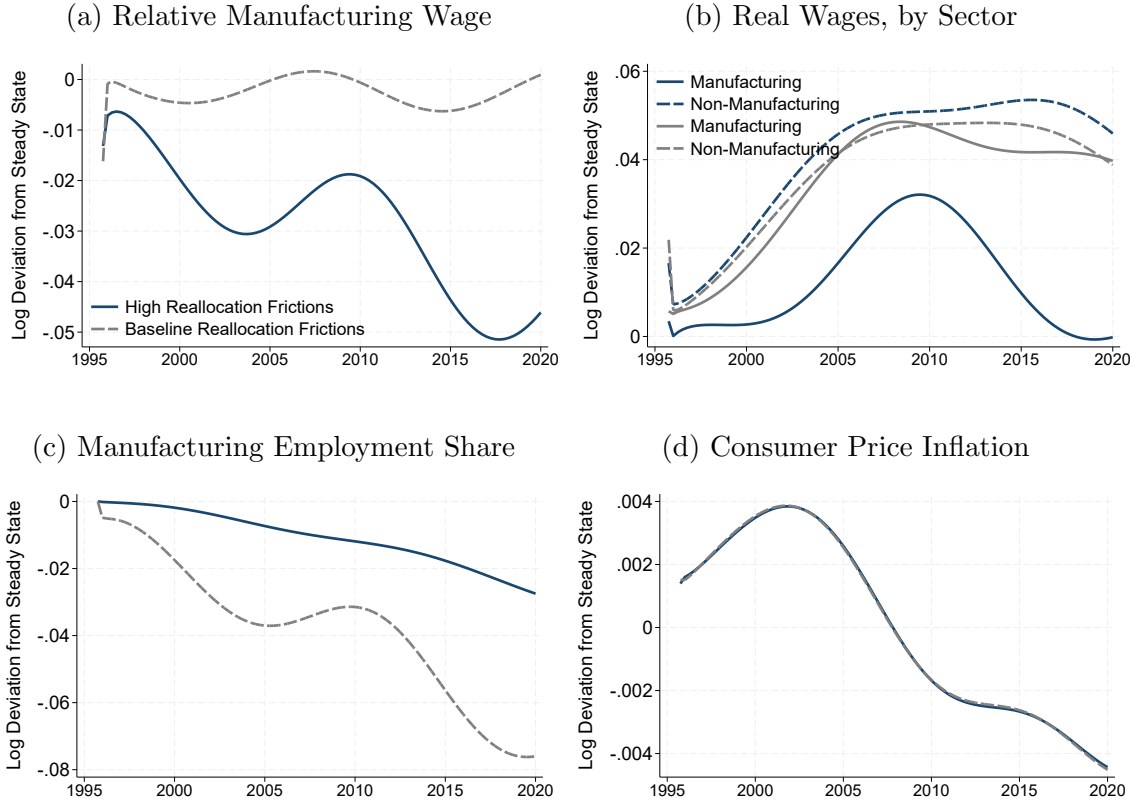 (a) Relative Manufacturing Wage
Log Deviation from Steady State
0
-.01
-.02
-.03
-.04
-.05
High Reallocation Frictions
Baseline Reallocation Frictions
1995 2000 2005 2010 2015 2020
(b) Real Wages, by Sector
Log Deviation from Steady State
.06
.04
.02
0
Manufacturing
Non-Manufacturing
Manufacturing
Non-Manufacturing
1995 2000 2005 2010 2015 2020
(c) Manufacturing Employment Share
Log Deviation from Steady State
0
-.02
-.04
-.06
-.08
1995 2000 2005 2010 2015 2020
(d) Consumer Price Inflation
Log Deviation from Steady State
.004
.002
0
-.002
-.004
1995 2000 2005 2010 2015 2020